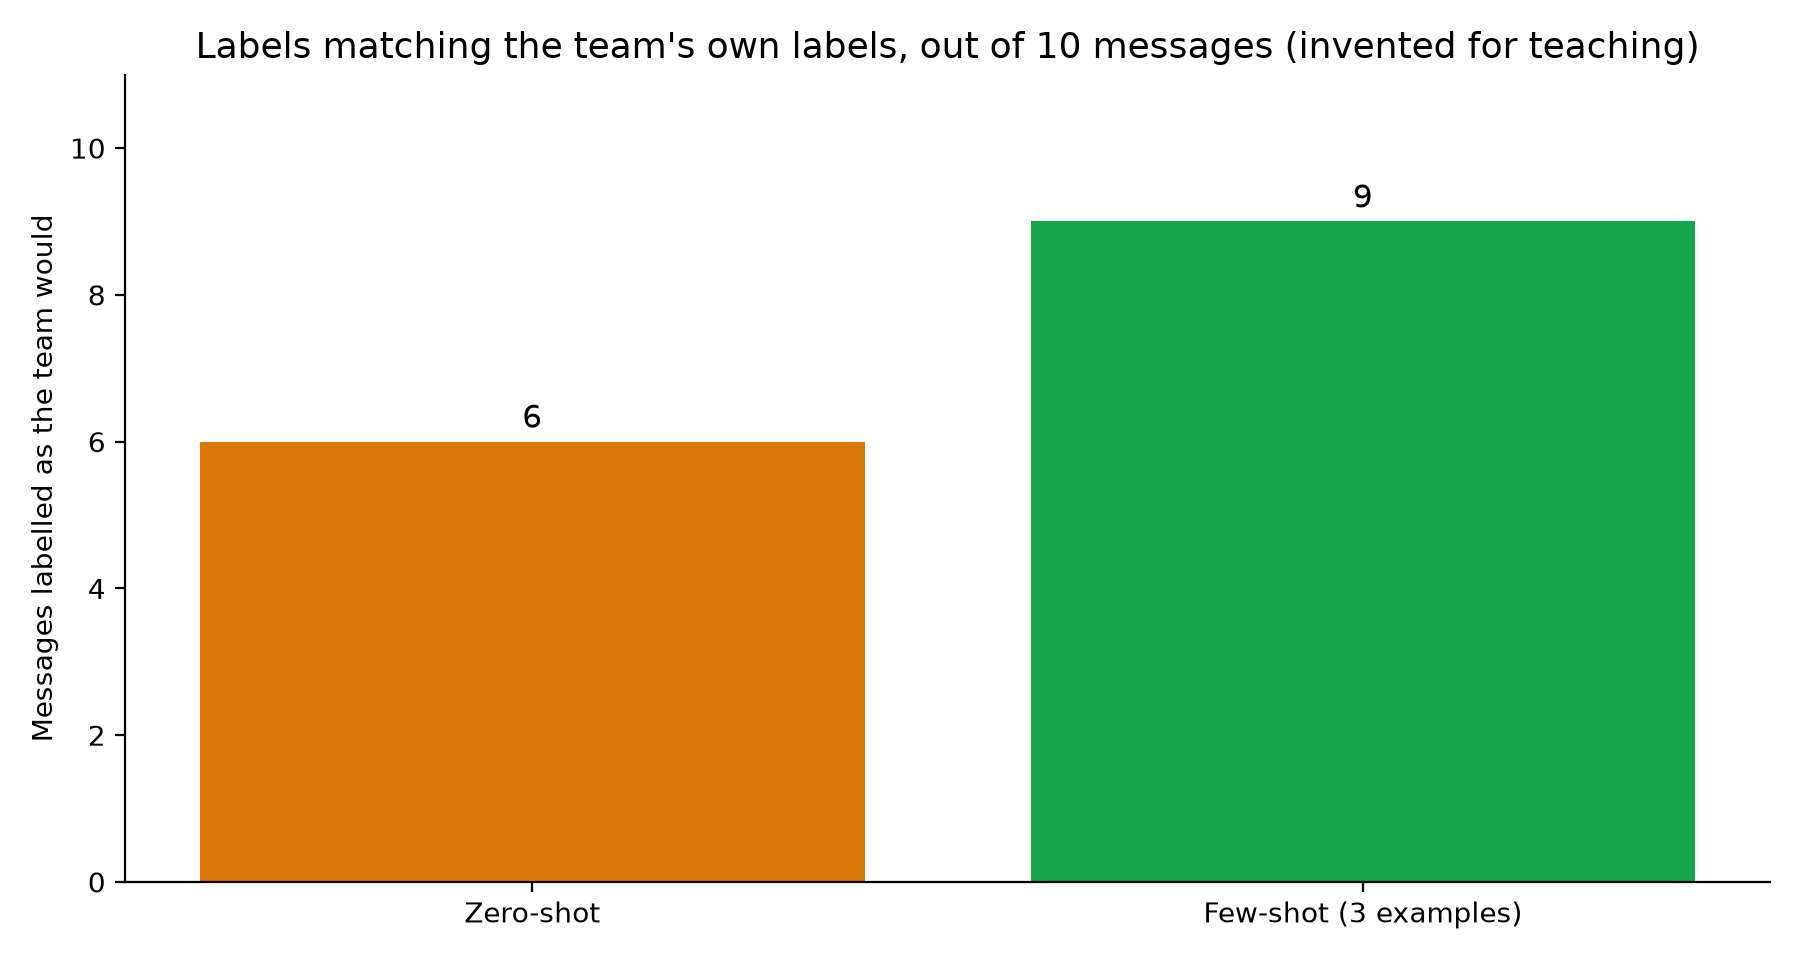 Labels matching the team's own labels, out of 10 messages (invented for teaching)
Messages labelled as the team would
10
8
6
4
2
0
6
9
Zero-shot
Few-shot (3 examples)